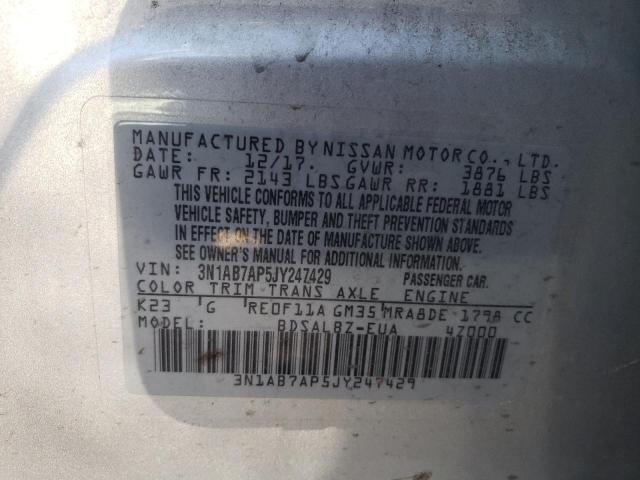 MANUFACTURED BY NISSAN MOTOR CO., LTD.
DATE: 12/17. GVWR: 3876 LBS
GAWR FR: 2143 LBS GAWR RR: 1881 LBS
THIS VEHICLE CONFORMS TO ALL APPLICABLE FEDERAL MOTOR
VEHICLE SAFETY, BUMPER AND THEFT PREVENTION STANDARDS
IN EFFECT ON THE DATE OF MANUFACTURE SHOWN ABOVE.
SEE OWNER'S MANUAL FOR ADDITIONAL INFORMATION.
VIN: 3N1AB7AP5JY247429 PASSENGER CAR.
COLOR TRIM TRANS AXLE ENGINE
K23 G RE0F11A GM35 MRA8DE 1798 CC
BDSALBZ-EUA 4Z000
3N1AB7AP5JY247429